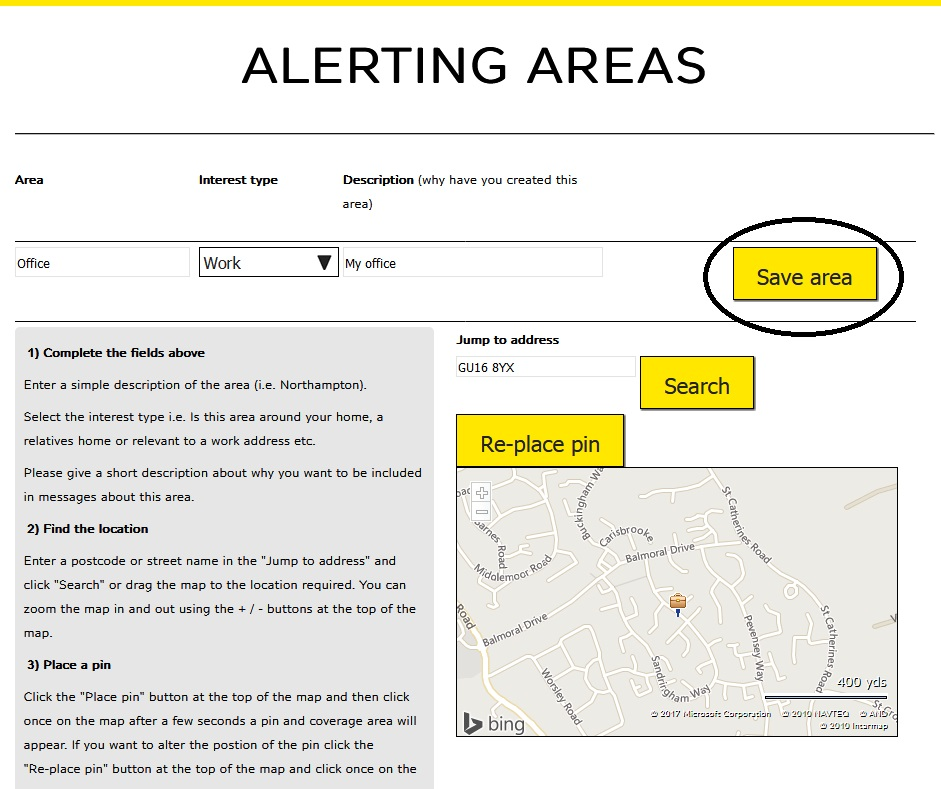 ALERTING AREAS
Area
Interest type
Description (why have you created this
area)
Office
Work
My office
Save area
1) Complete the fields above
Enter a simple description of the area (i.e. Northampton).
Select the interest type i.e. Is this area around your home, a
relatives home or relevant to a work address etc.
Please give a short description about why you want to be included
in messages about this area.
2) Find the location
Enter a postcode or street name in the "Jump to address" and
click "Search" or drag the map to the location required. You can
zoom the map in and out using the + / - buttons at the top of the
map.
3) Place a pin
Click the "Place pin" button at the top of the map and then click
once on the map after a few seconds a pin and coverage area will
appear. If you want to alter the postion of the pin click the
"Re-place pin" button at the top of the map and click once on the
Jump to address
GU16 8YX
Search
Re-place pin
Buckingham Wa
St Catherines Road
Carisbrooke
Balmoral Drive
Road
Midolemoor Road
Balmoral Drive
Road
Worsley Road
Sandringham Way
Pevensey Way
St Catherines Road
400 yds
© 2017 Microsoft Corporation © 2010 NAVTEQ © AND
© 2010 Intermap
bing